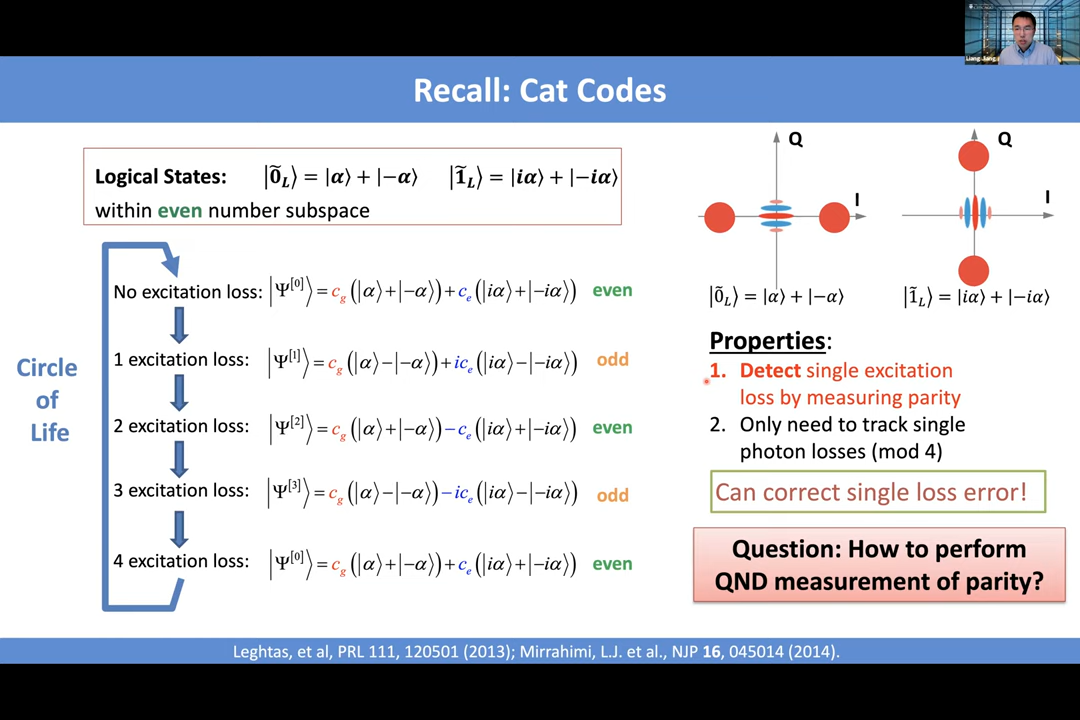 Liang Jiang
Recall: Cat Codes
Logical States: |0̃_L⟩ = |α⟩ + |−α⟩ |1̃_L⟩ = |iα⟩ + |−iα⟩
within even number subspace
Circle
of
Life
No excitation loss: |Ψ^[0]⟩ = c_g (|α⟩+|−α⟩) + c_e (|iα⟩+|−iα⟩) even
1 excitation loss: |Ψ^[1]⟩ = c_g (|α⟩−|−α⟩) + ic_e (|iα⟩−|−iα⟩) odd
2 excitation loss: |Ψ^[2]⟩ = c_g (|α⟩+|−α⟩) − c_e (|iα⟩+|−iα⟩) even
3 excitation loss: |Ψ^[3]⟩ = c_g (|α⟩−|−α⟩) − ic_e (|iα⟩−|−iα⟩) odd
4 excitation loss: |Ψ^[0]⟩ = c_g (|α⟩+|−α⟩) + c_e (|iα⟩+|−iα⟩) even
Q
I
|0̃_L⟩ = |α⟩ + |−α⟩
Q
I
|1̃_L⟩ = |iα⟩ + |−iα⟩
Properties:
1. Detect single excitation
loss by measuring parity
2. Only need to track single
photon losses (mod 4)
Can correct single loss error!
Question: How to perform
QND measurement of parity?
Leghtas, et al, PRL 111, 120501 (2013); Mirrahimi, L.J. et al., NJP 16, 045014 (2014).